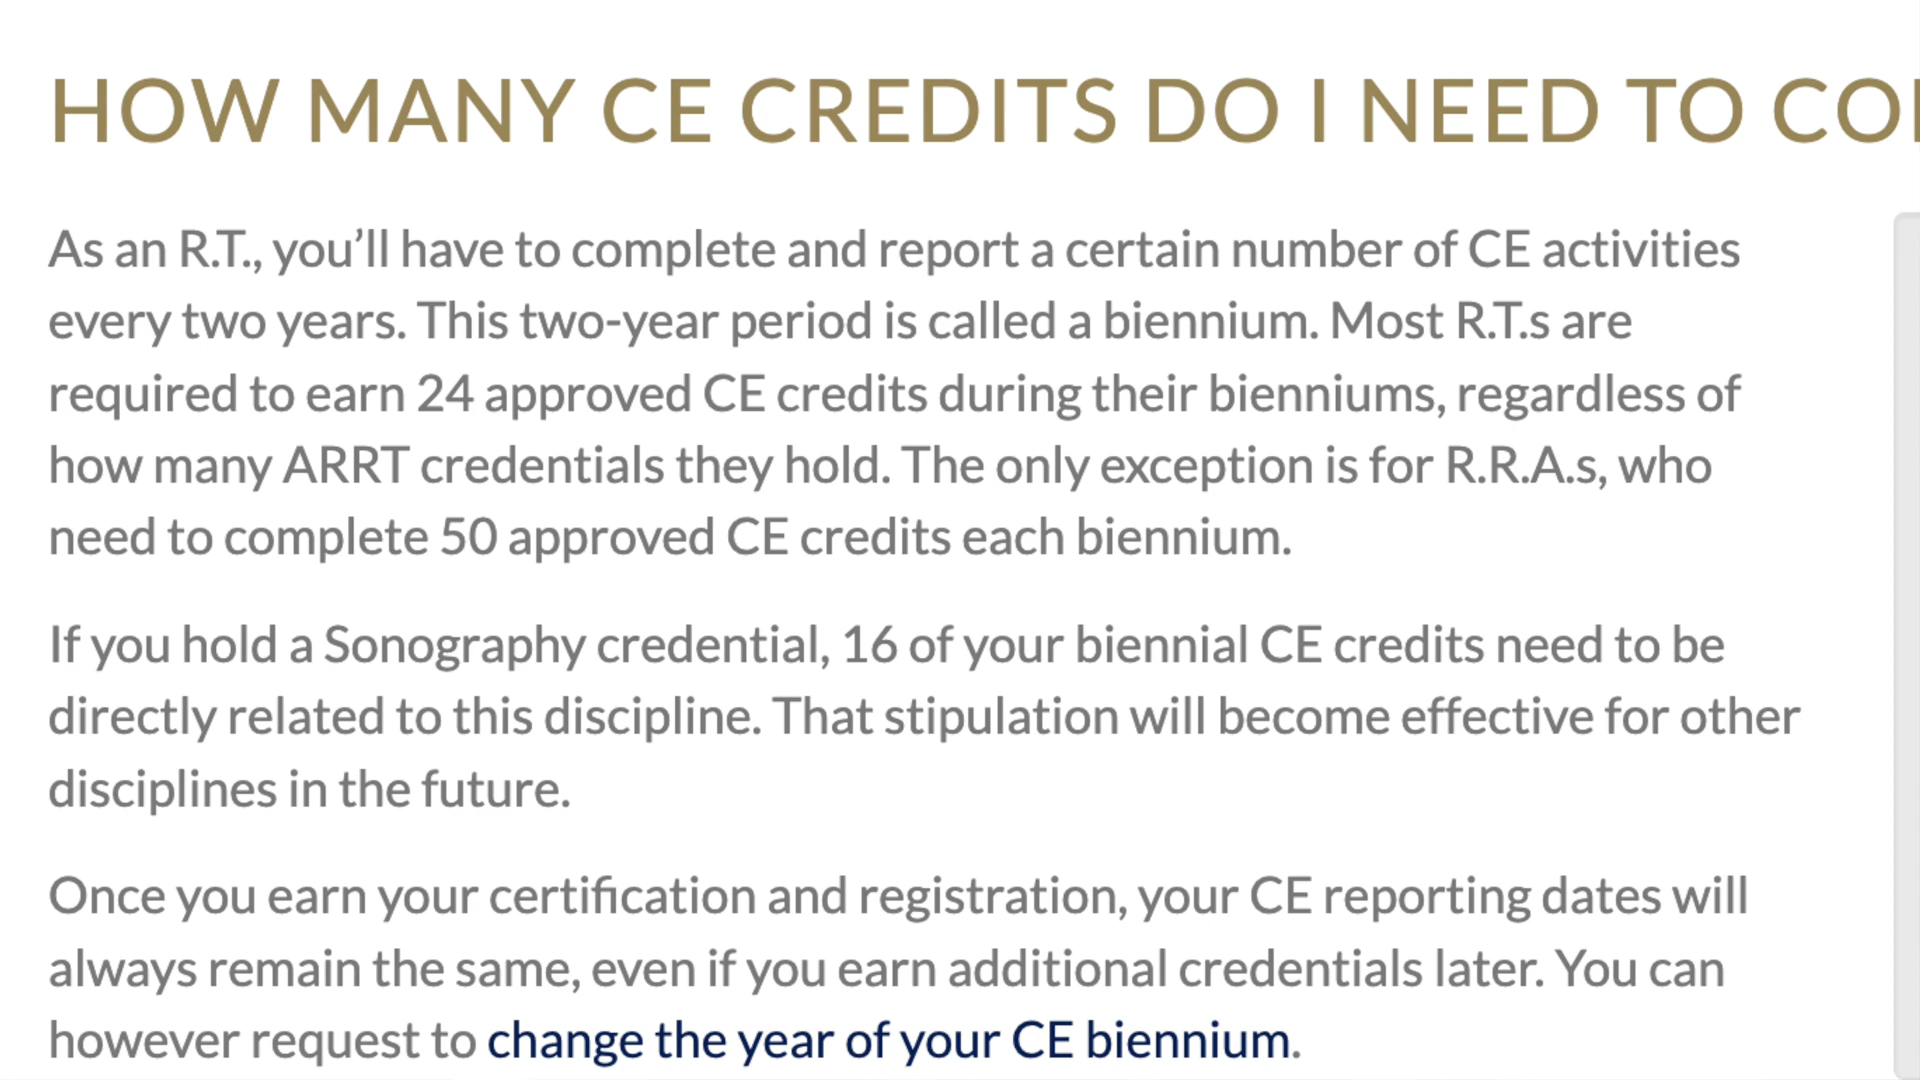 HOW MANY CE CREDITS DO I NEED TO
As an R.T., you’ll have to complete and report a certain number of CE activities
every two years. This two-year period is called a biennium. Most R.T.s are
required to earn 24 approved CE credits during their bienniums, regardless of
how many ARRT credentials they hold. The only exception is for R.R.A.s, who
need to complete 50 approved CE credits each biennium.
If you hold a Sonography credential, 16 of your biennial CE credits need to be
directly related to this discipline. That stipulation will become effective for other
disciplines in the future.
Once you earn your certification and registration, your CE reporting dates will
always remain the same, even if you earn additional credentials later. You can
however request to change the year of your CE biennium.